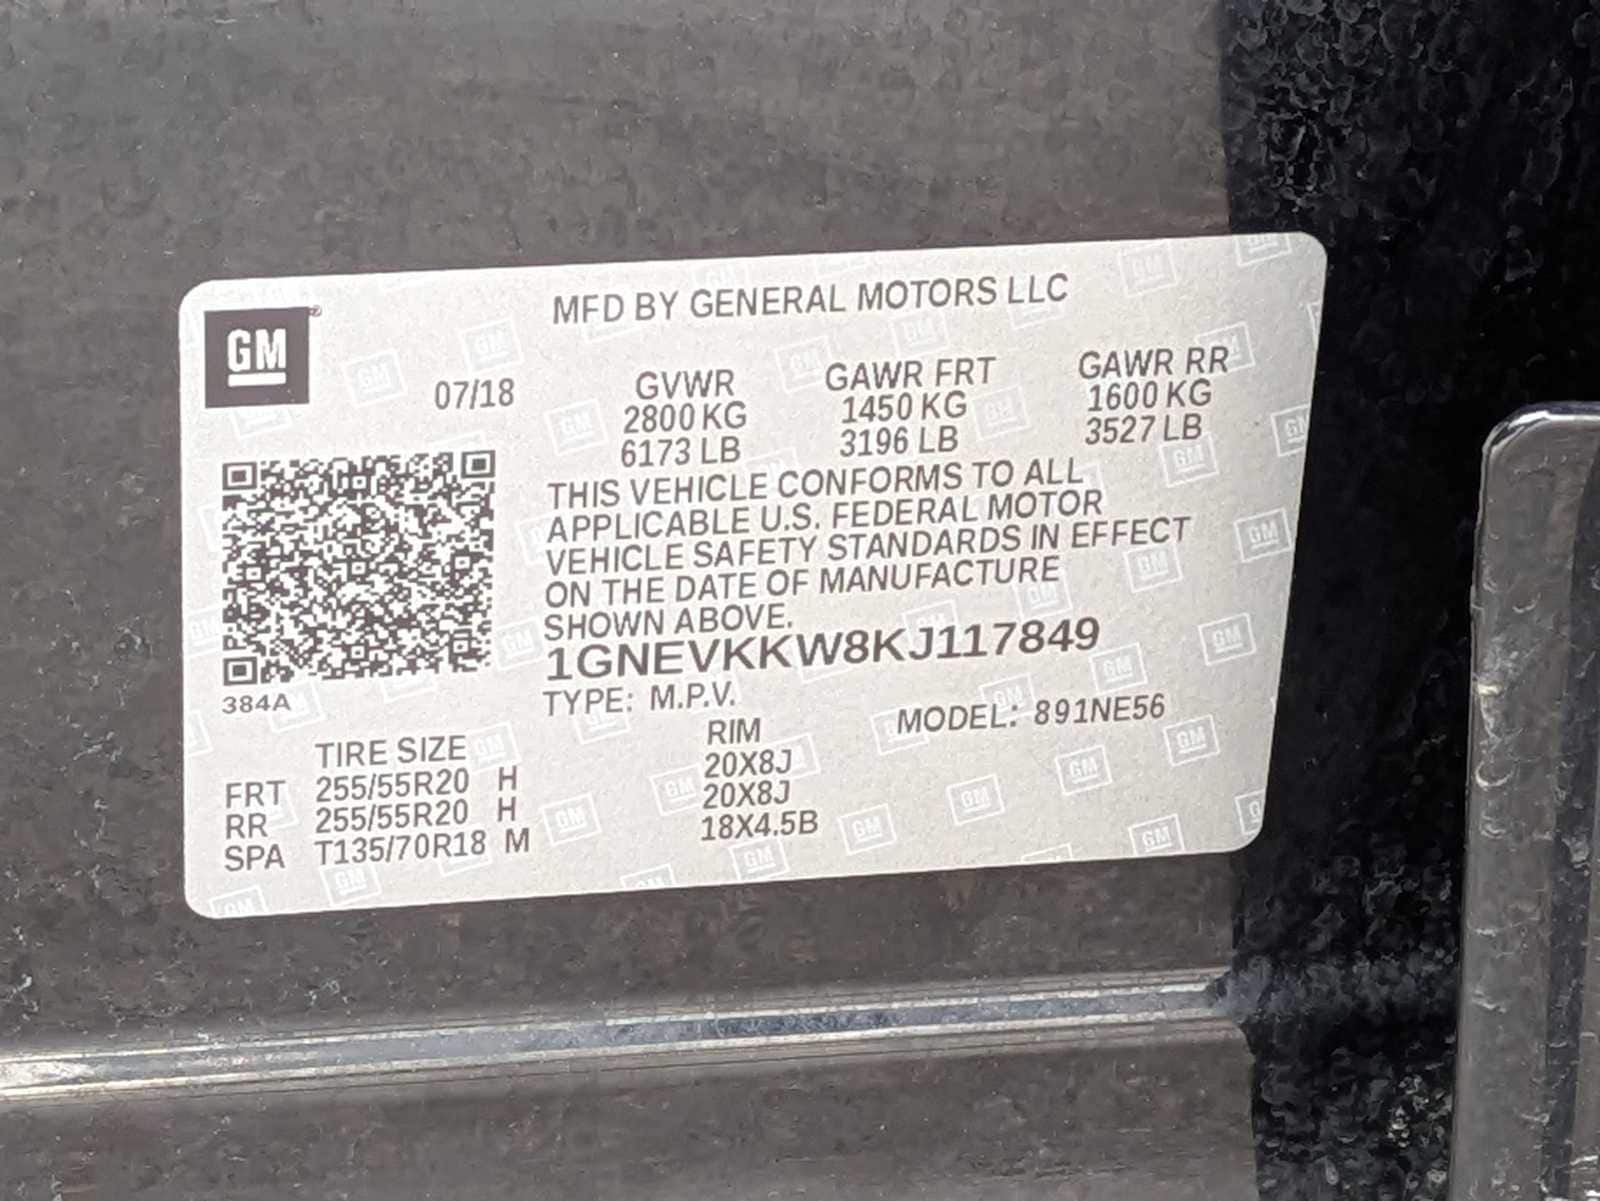 GM
MFD BY GENERAL MOTORS LLC
07/18
GVWR GAWR FRT GAWR RR
2800 KG 1450 KG 1600 KG
6173 LB 3196 LB 3527 LB
THIS VEHICLE CONFORMS TO ALL
APPLICABLE U.S. FEDERAL MOTOR
VEHICLE SAFETY STANDARDS IN EFFECT
ON THE DATE OF MANUFACTURE
SHOWN ABOVE.
1GNEVKKW8KJ117849
384A
TYPE: M.P.V. MODEL: 891NE56
TIRE SIZE RIM
FRT 255/55R20 H 20X8J
RR 255/55R20 H 20X8J
SPA T135/70R18 M 18X4.5B